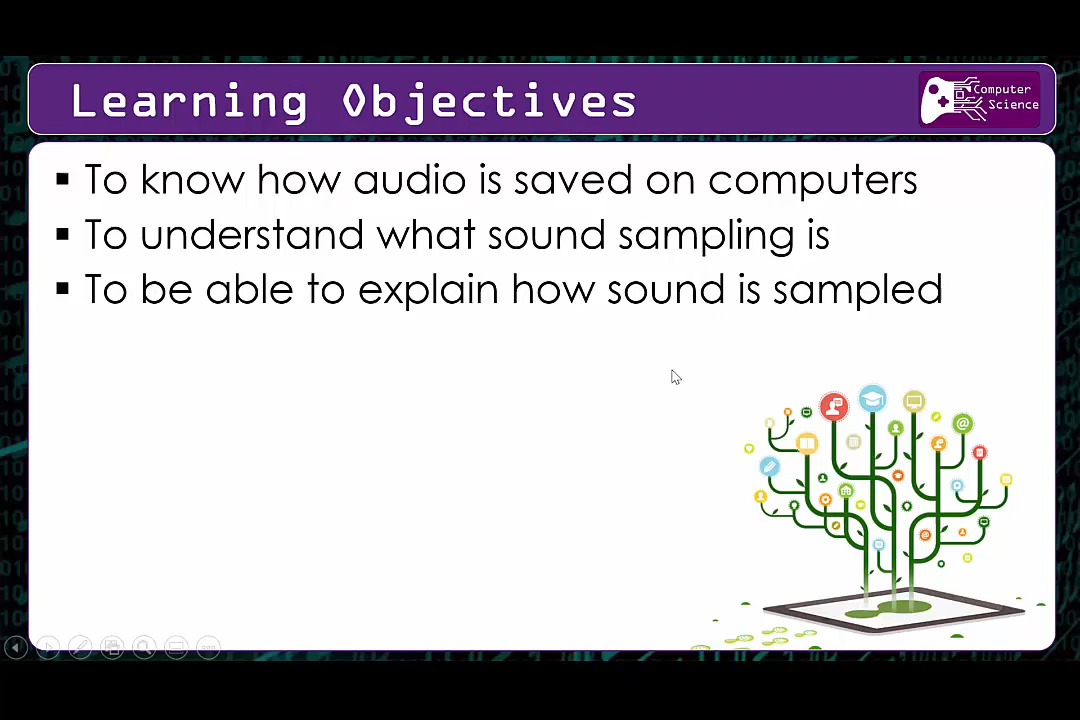 Learning Objectives
Computer
Science
▪ To know how audio is saved on computers
▪ To understand what sound sampling is
▪ To be able to explain how sound is sampled